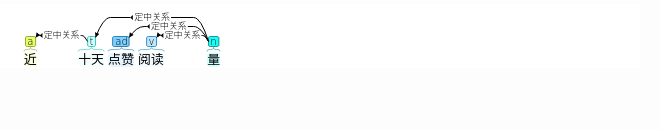 定中关系
定中关系
定中关系 定中关系
a t ad v n
近 十天 点赞 阅读 量